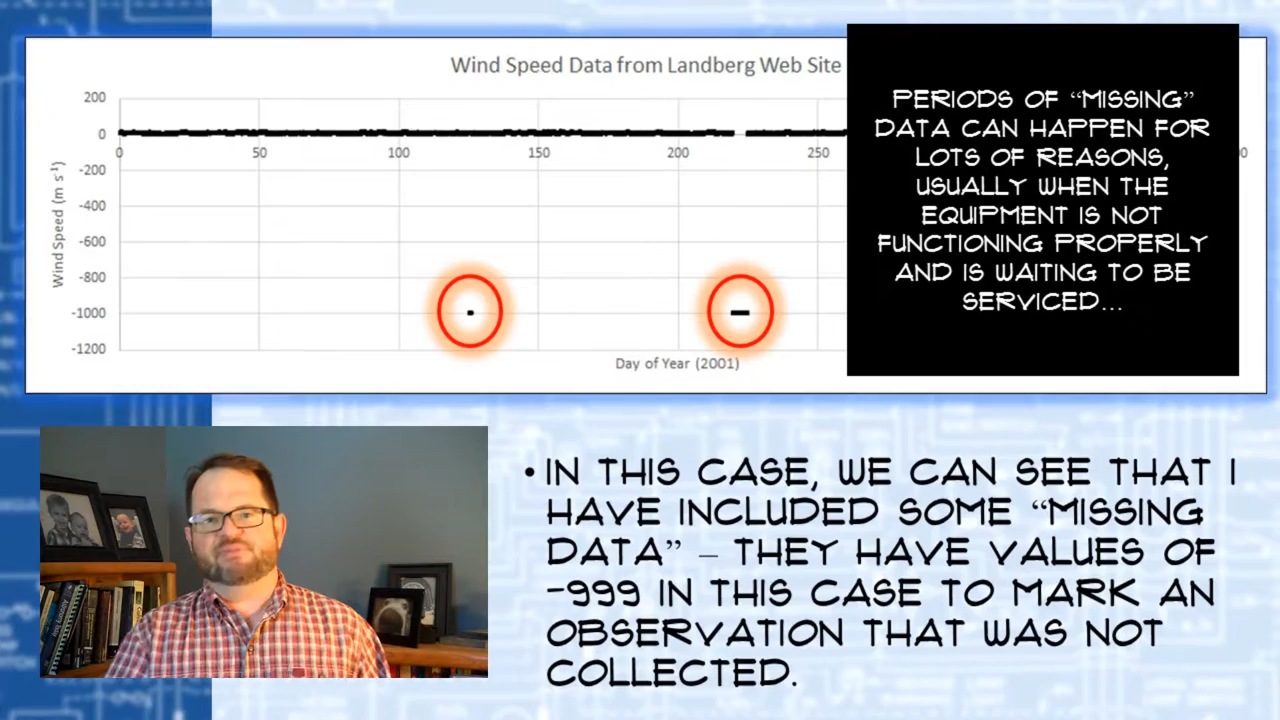 Wind Speed Data from Landberg Web Site
200
0
-200
-400
-600
-800
-1000
-1200
0 50 100 150 200 250
Wind Speed (m s⁻¹)
Day of Year (2001)
PERIODS OF “MISSING”
DATA CAN HAPPEN FOR
LOTS OF REASONS,
USUALLY WHEN THE
EQUIPMENT IS NOT
FUNCTIONING PROPERLY
AND IS WAITING TO BE
SERVICED...
• IN THIS CASE, WE CAN SEE THAT I
HAVE INCLUDED SOME “MISSING
DATA” – THEY HAVE VALUES OF
-999 IN THIS CASE TO MARK AN
OBSERVATION THAT WAS NOT
COLLECTED.